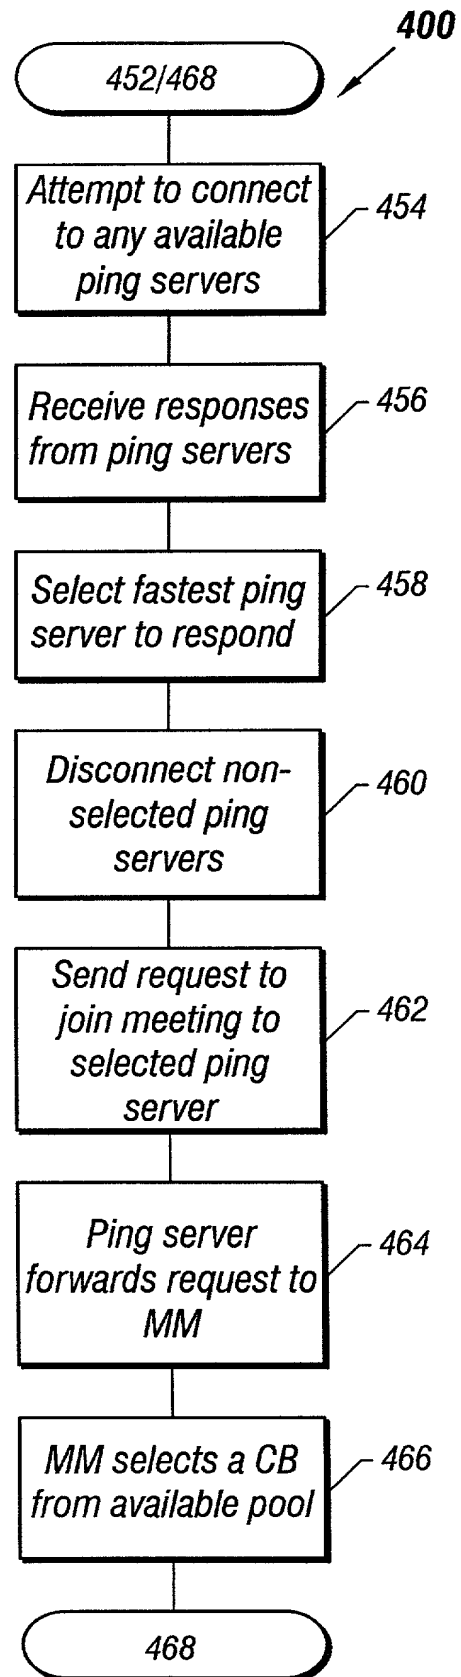 400
452/468
Attempt to connect
to any available
ping servers
454
Receive responses
from ping servers
456
Select fastest ping
server to respond
458
Disconnect non-
selected ping
servers
460
Send request to
join meeting to
selected ping
server
462
Ping server
forwards request to
MM
464
MM selects a CB
from available pool
466
468